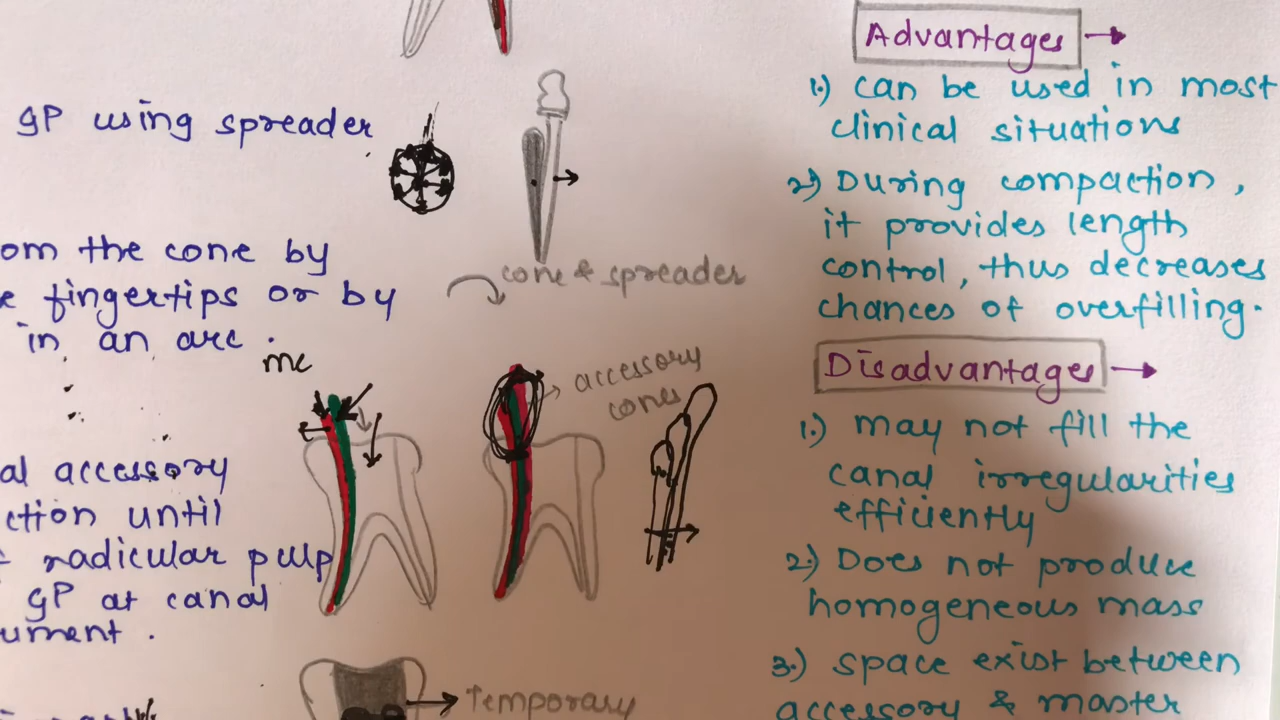 GP using spreader
om the cone by
fingertips or by
in an arc.
mc
al accessory
ction until
radicular pulp
GP at canal
ument.
cone & spreader
accessory
cones
Temporary
Advantages →
1.) can be used in most
clinical situations
2.) During compaction,
it provides length
control, thus decreases
chances of overfilling.
Disadvantages →
1.) may not fill the
canal irregularities
efficiently
2.) Does not produce
homogeneous mass
3.) space exist between
accessory & master